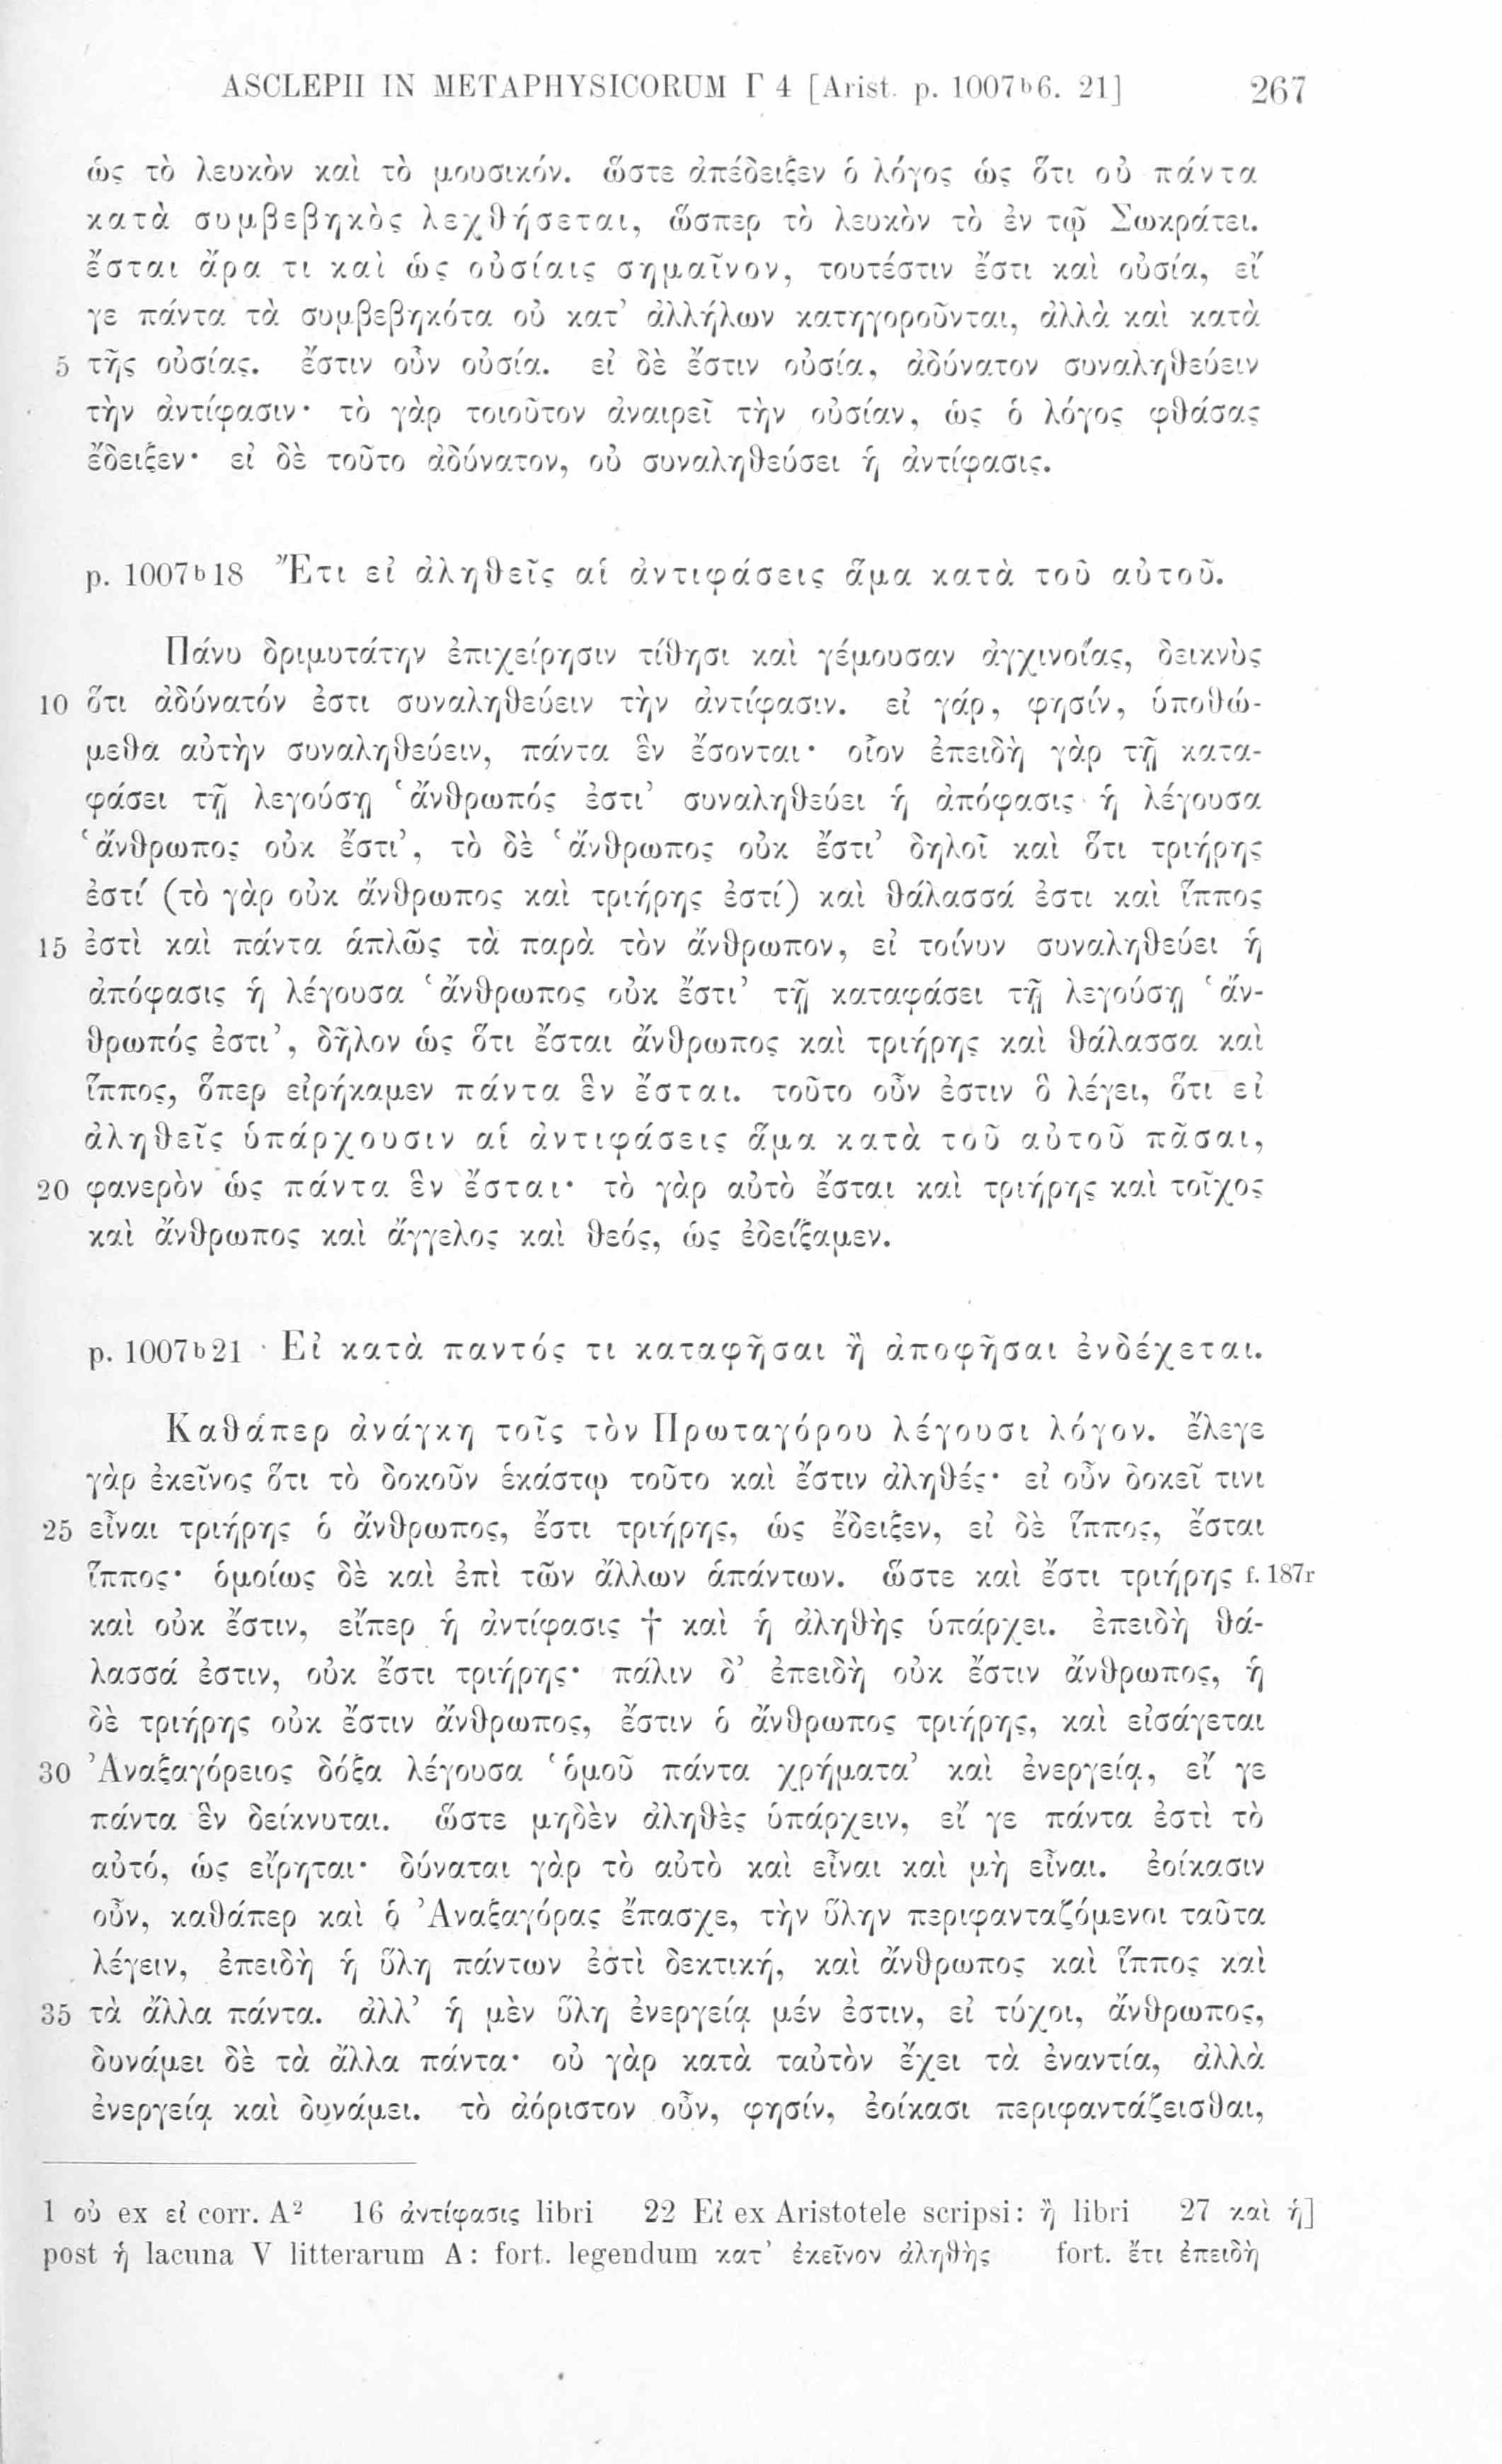 ASCLEPII IN METAPHYSICORUM Γ 4 [Arist. p. 1007b6. 21] 267
ὡς τὸ λευκὸν καὶ τὸ μουσικόν. ὥστε ἀπέδειξεν ὁ λόγος ὡς ὅτι οὐ πάντα
κατὰ συμβεβηκὸς λεχθήσεται, ὥσπερ τὸ λευκὸν τὸ ἐν τῷ Σωκράτει.
ἔσται ἄρα τι καὶ ὡς οὐσίαις σημαῖνον, τουτέστιν ἔστι καὶ οὐσία, εἴ
γε πάντα τὰ συμβεβηκότα οὐ κατ’ ἀλλήλων κατηγοροῦνται, ἀλλὰ καὶ κατὰ
5 τῆς οὐσίας. ἔστιν οὖν οὐσία. εἰ δὲ ἔστιν οὐσία, ἀδύνατον συναληθεύειν
τὴν ἀντίφασιν· τὸ γὰρ τοιοῦτον ἀναιρεῖ τὴν οὐσίαν, ὡς ὁ λόγος φθάσας
ἔδειξεν· εἰ δὲ τοῦτο ἀδύνατον, οὐ συναληθεύσει ἡ ἀντίφασις.
p. 1007b18 Ἔτι εἰ ἀληθεῖς αἱ ἀντιφάσεις ἅμα κατὰ τοῦ αὐτοῦ.
Πάνυ δριμυτάτην ἐπιχείρησιν τίθησι καὶ γέμουσαν ἀγχινοίας, δεικνὺς
10 ὅτι ἀδύνατόν ἐστι συναληθεύειν τὴν ἀντίφασιν. εἰ γάρ, φησίν, ὑποθώ-
μεθα αὐτὴν συναληθεύειν, πάντα ἓν ἔσονται· οἷον ἐπειδὴ γὰρ τῇ κατα-
φάσει τῇ λεγούσῃ ‘ἄνθρωπός ἐστι’ συναληθεύει ἡ ἀπόφασις ἡ λέγουσα
‘ἄνθρωπος οὐκ ἔστι’, τὸ δὲ ‘ἄνθρωπος οὐκ ἔστι’ δηλοῖ καὶ ὅτι τριήρης
ἐστί (τὸ γὰρ οὐκ ἄνθρωπος καὶ τριήρης ἐστί) καὶ θάλασσά ἐστι καὶ ἵππος
15 ἐστὶ καὶ πάντα ἁπλῶς τὰ παρὰ τὸν ἄνθρωπον, εἰ τοίνυν συναληθεύει ἡ
ἀπόφασις ἡ λέγουσα ‘ἄνθρωπος οὐκ ἔστι’ τῇ καταφάσει τῇ λεγούσῃ ‘ἄν-
θρωπός ἐστι’, δῆλον ὡς ὅτι ἔσται ἄνθρωπος καὶ τριήρης καὶ θάλασσα καὶ
ἵππος, ὅπερ εἰρήκαμεν πάντα ἓν ἔσται. τοῦτο οὖν ἐστιν ὃ λέγει, ὅτι εἰ
ἀληθεῖς ὑπάρχουσιν αἱ ἀντιφάσεις ἅμα κατὰ τοῦ αὐτοῦ πᾶσαι,
20 φανερὸν ὡς πάντα ἓν ἔσται· τὸ γὰρ αὐτὸ ἔσται καὶ τριήρης καὶ τοῖχος
καὶ ἄνθρωπος καὶ ἄγγελος καὶ θεός, ὡς ἐδείξαμεν.
p. 1007b21 Εἰ κατὰ παντός τι καταφῆσαι ἢ ἀποφῆσαι ἐνδέχεται.
Καθάπερ ἀνάγκη τοῖς τὸν Πρωταγόρου λέγουσι λόγον. ἔλεγε
γὰρ ἐκεῖνος ὅτι τὸ δοκοῦν ἑκάστῳ τοῦτο καὶ ἔστιν ἀληθές· εἰ οὖν δοκεῖ τινι
25 εἶναι τριήρης ὁ ἄνθρωπος, ἔστι τριήρης, ὡς ἔδειξεν, εἰ δὲ ἵππος, ἔσται
ἵππος· ὁμοίως δὲ καὶ ἐπὶ τῶν ἄλλων ἁπάντων. ὥστε καὶ ἔστι τριήρης f. 187r
καὶ οὐκ ἔστιν, εἴπερ ἡ ἀντίφασις † καὶ ἡ ἀληθὴς ὑπάρχει. ἐπειδὴ θά-
λασσά ἐστιν, οὐκ ἔστι τριήρης· πάλιν δ’ ἐπειδὴ οὐκ ἔστιν ἄνθρωπος, ἡ
δὲ τριήρης οὐκ ἔστιν ἄνθρωπος, ἔστιν ὁ ἄνθρωπος τριήρης, καὶ εἰσάγεται
30 Ἀναξαγόρειος δόξα λέγουσα ‘ὁμοῦ πάντα χρήματα’ καὶ ἐνεργείᾳ, εἴ γε
πάντα ἓν δείκνυται. ὥστε μηδὲν ἀληθὲς ὑπάρχειν, εἴ γε πάντα ἐστὶ τὸ
αὐτό, ὡς εἴρηται· δύναται γὰρ τὸ αὐτὸ καὶ εἶναι καὶ μὴ εἶναι. ἐοίκασιν
οὖν, καθάπερ καὶ ὁ Ἀναξαγόρας ἔπασχε, τὴν ὕλην περιφανταζόμενοι ταῦτα
λέγειν, ἐπειδὴ ἡ ὕλη πάντων ἐστὶ δεκτική, καὶ ἄνθρωπος καὶ ἵππος καὶ
35 τὰ ἄλλα πάντα. ἀλλ’ ἡ μὲν ὕλη ἐνεργείᾳ μέν ἐστιν, εἰ τύχοι, ἄνθρωπος,
δυνάμει δὲ τὰ ἄλλα πάντα· οὐ γὰρ κατὰ ταὐτὸν ἔχει τὰ ἐναντία, ἀλλὰ
ἐνεργείᾳ καὶ δυνάμει. τὸ ἀόριστον οὖν, φησίν, ἐοίκασι περιφαντάζεισθαι,
1 οὐ ex εἰ corr. A² 16 ἀντίφασις libri 22 Εἰ ex Aristotele scripsi: ἢ libri 27 καὶ ἡ]
post ἡ lacuna V litterarum A: fort. legendum κατ’ ἐκεῖνον ἀληθὴς fort. ἔτι ἐπειδὴ